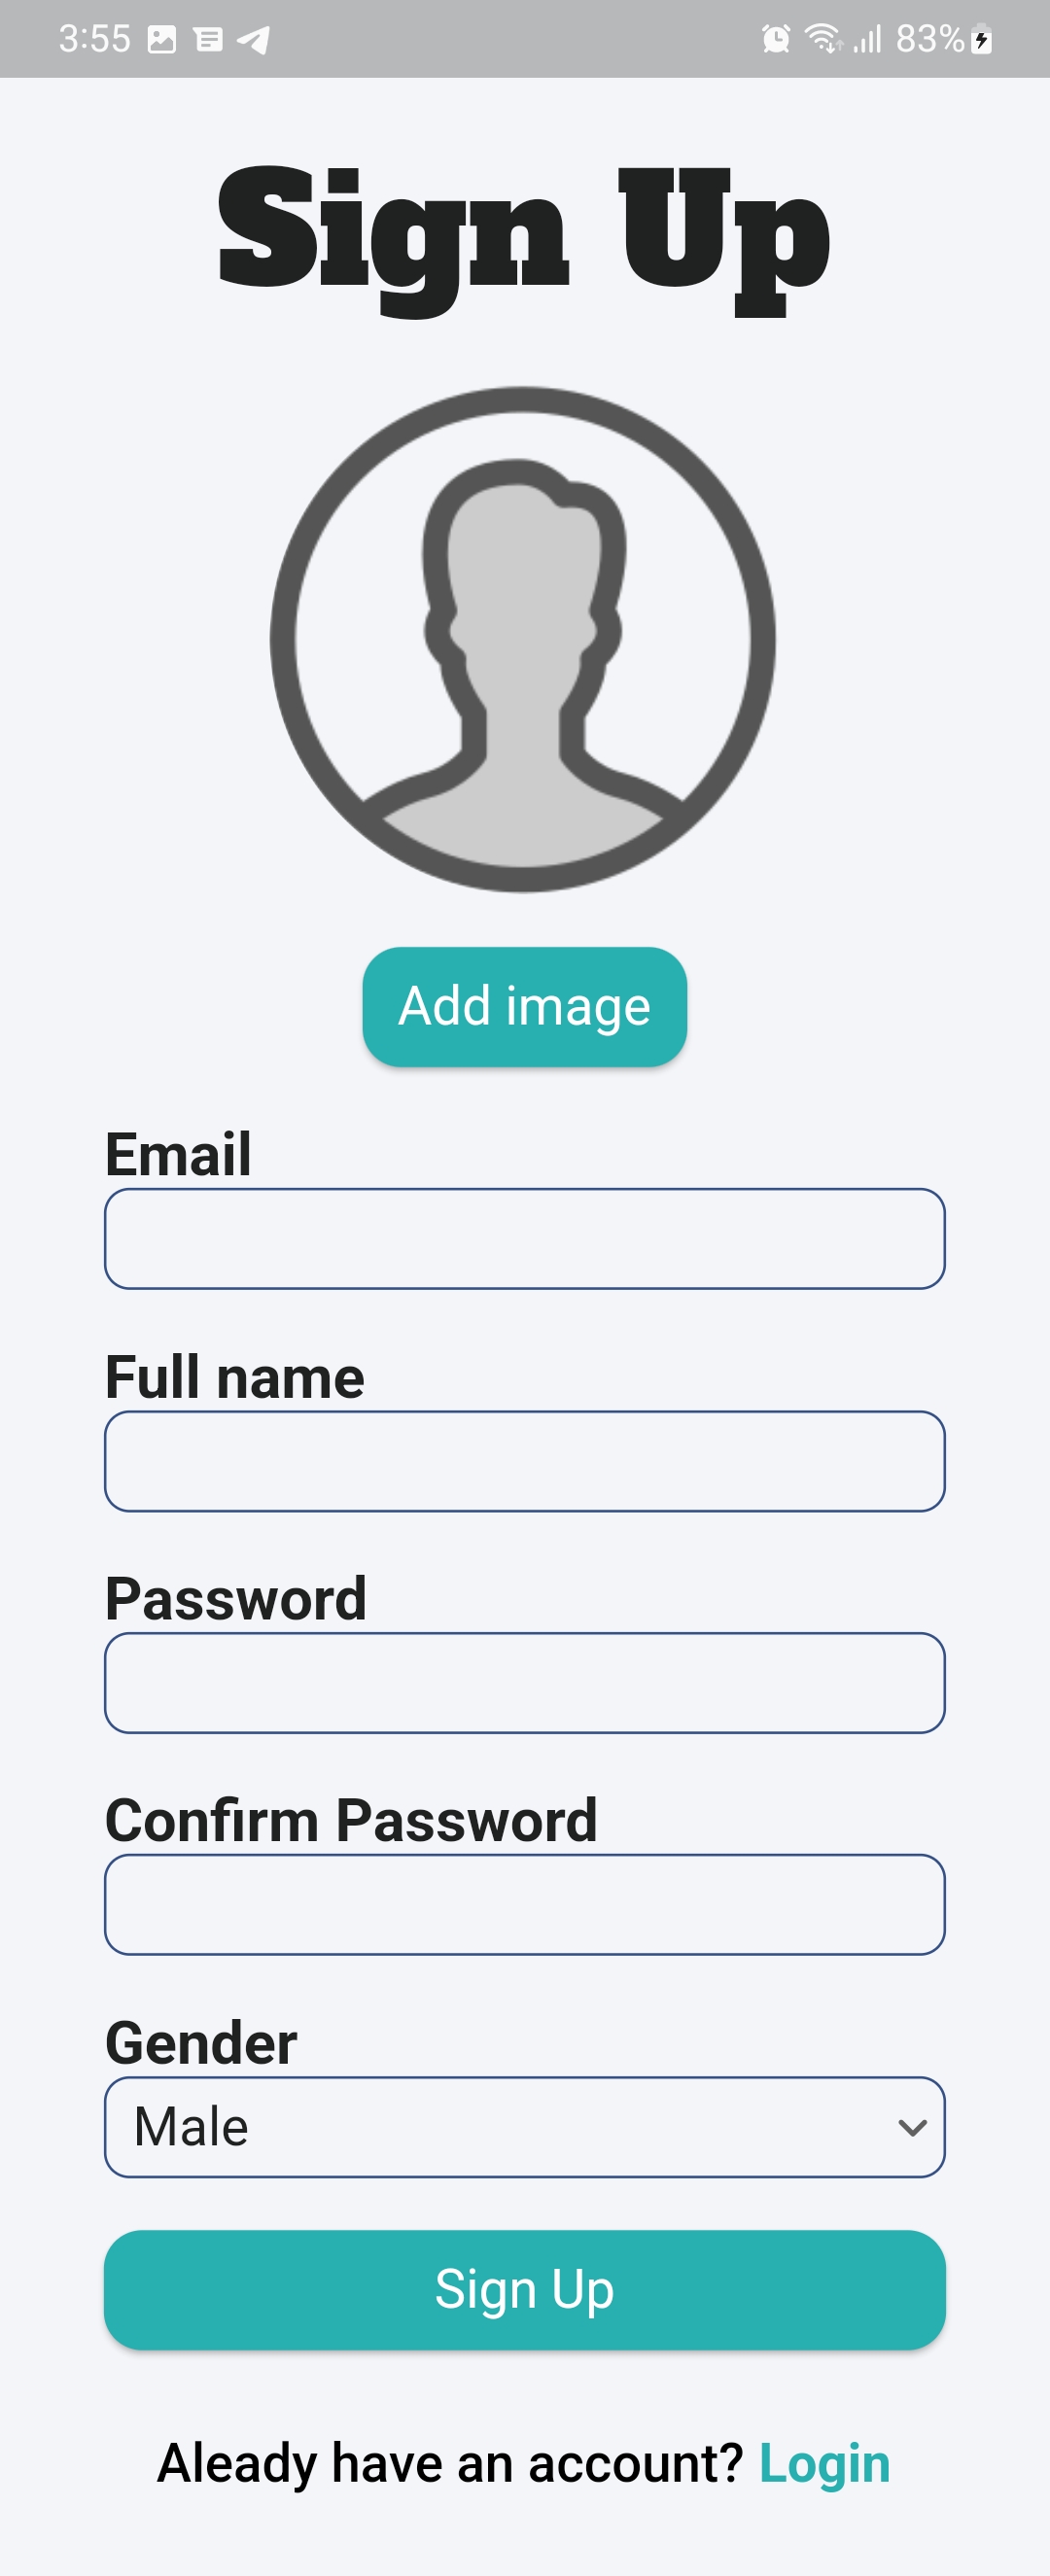 3:55 83%
Sign Up
Add image
Email
Full name
Password
Confirm Password
Gender
Male
Sign Up
Aleady have an account? Login